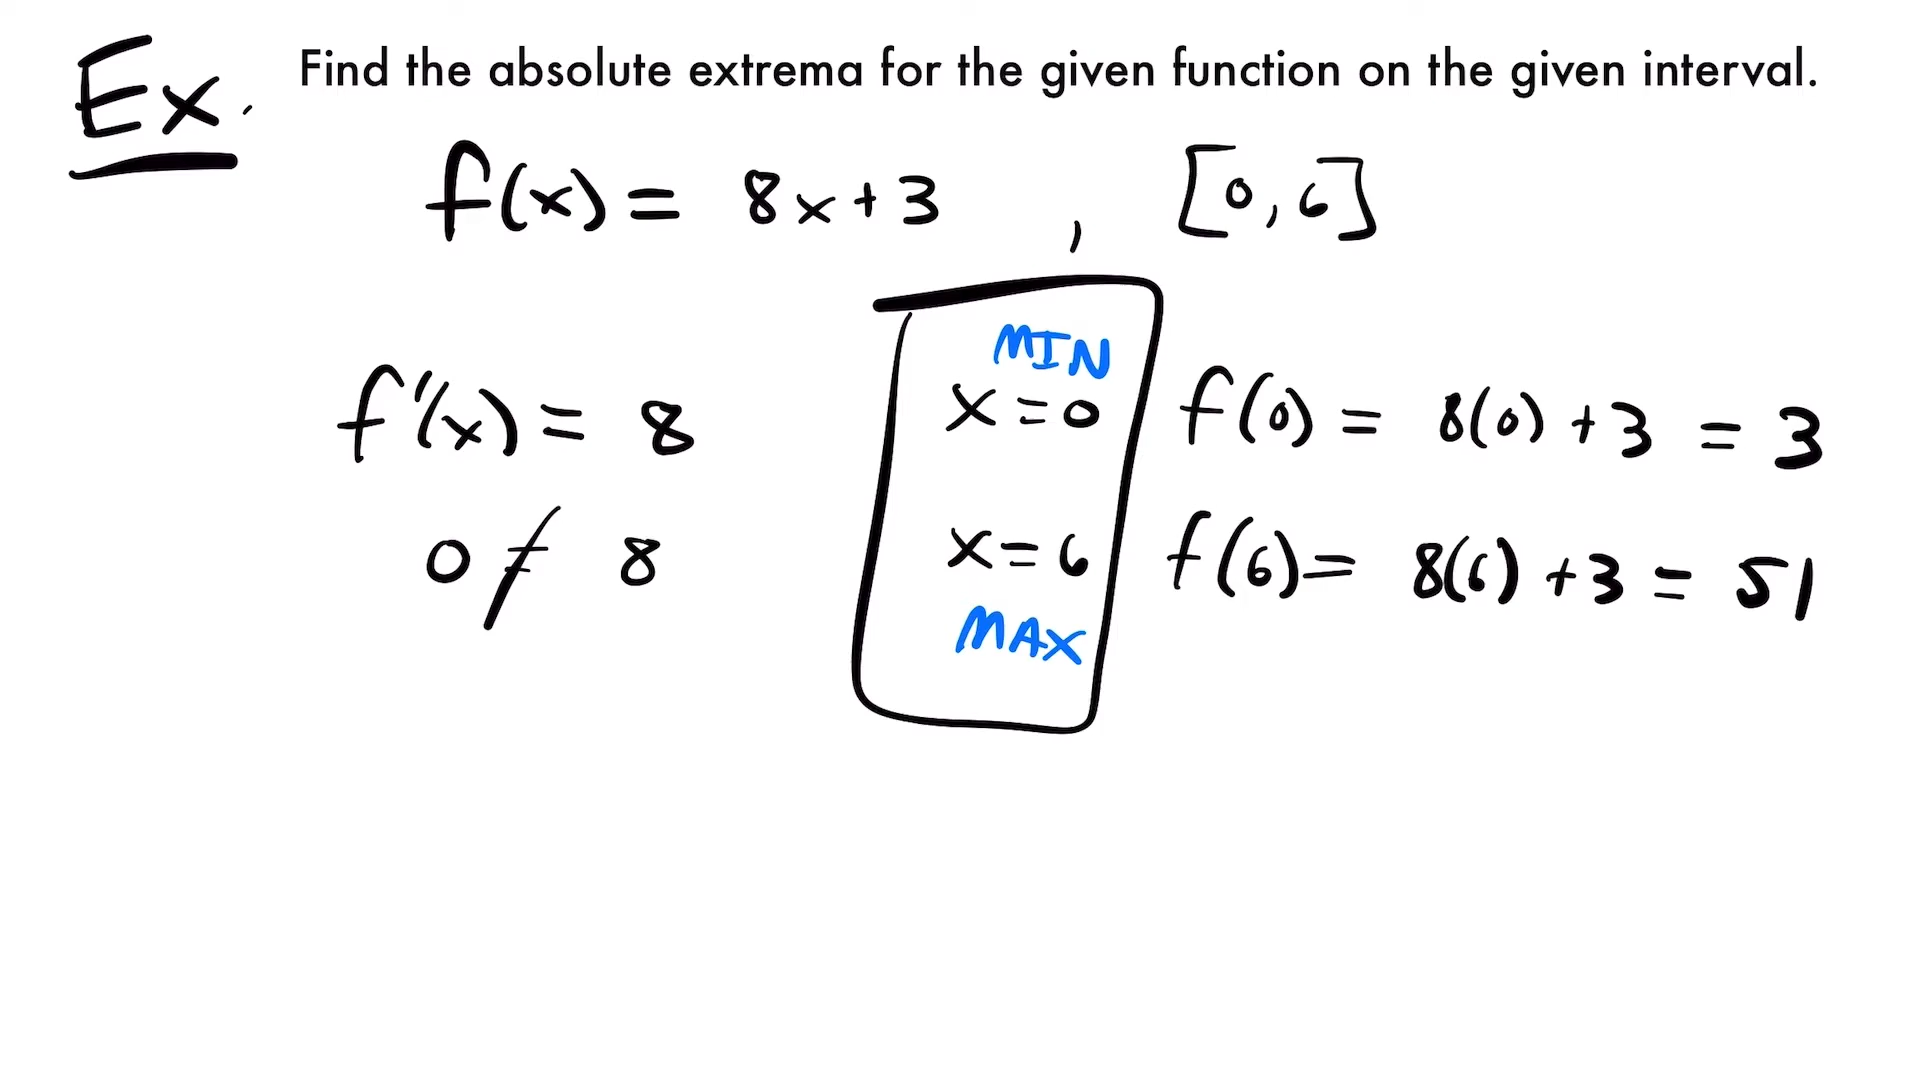 Ex. Find the absolute extrema for the given function on the given interval.
f(x) = 8x+3 , [0,6]
MIN
f'(x) = 8 x=0 f(0) = 8(0)+3 = 3
0 ≠ 8 x=6 f(6)= 8(6)+3 = 51
MAX